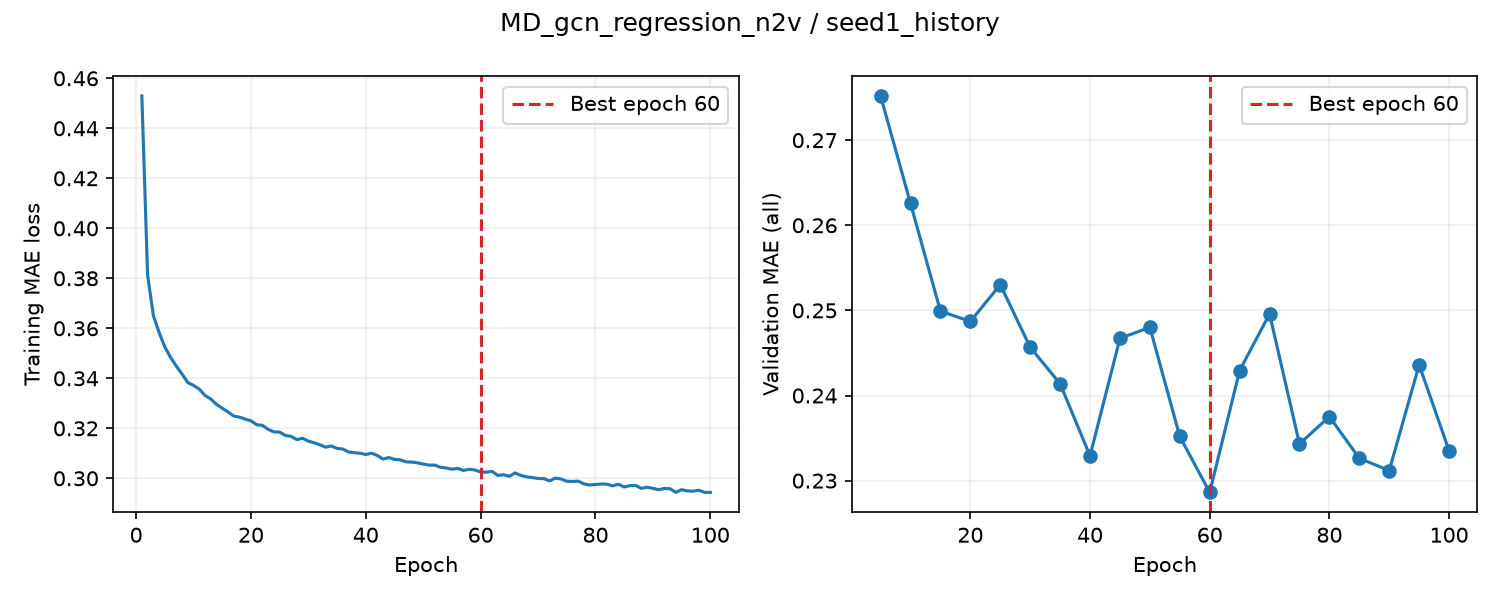 MD_gcn_regression_n2v / seed1_history
Training MAE loss
0.46
0.44
0.42
0.40
0.38
0.36
0.34
0.32
0.30
Best epoch 60
0 20 40 60 80 100
Epoch
Validation MAE (all)
0.27
0.26
0.25
0.24
0.23
Best epoch 60
20 40 60 80 100
Epoch